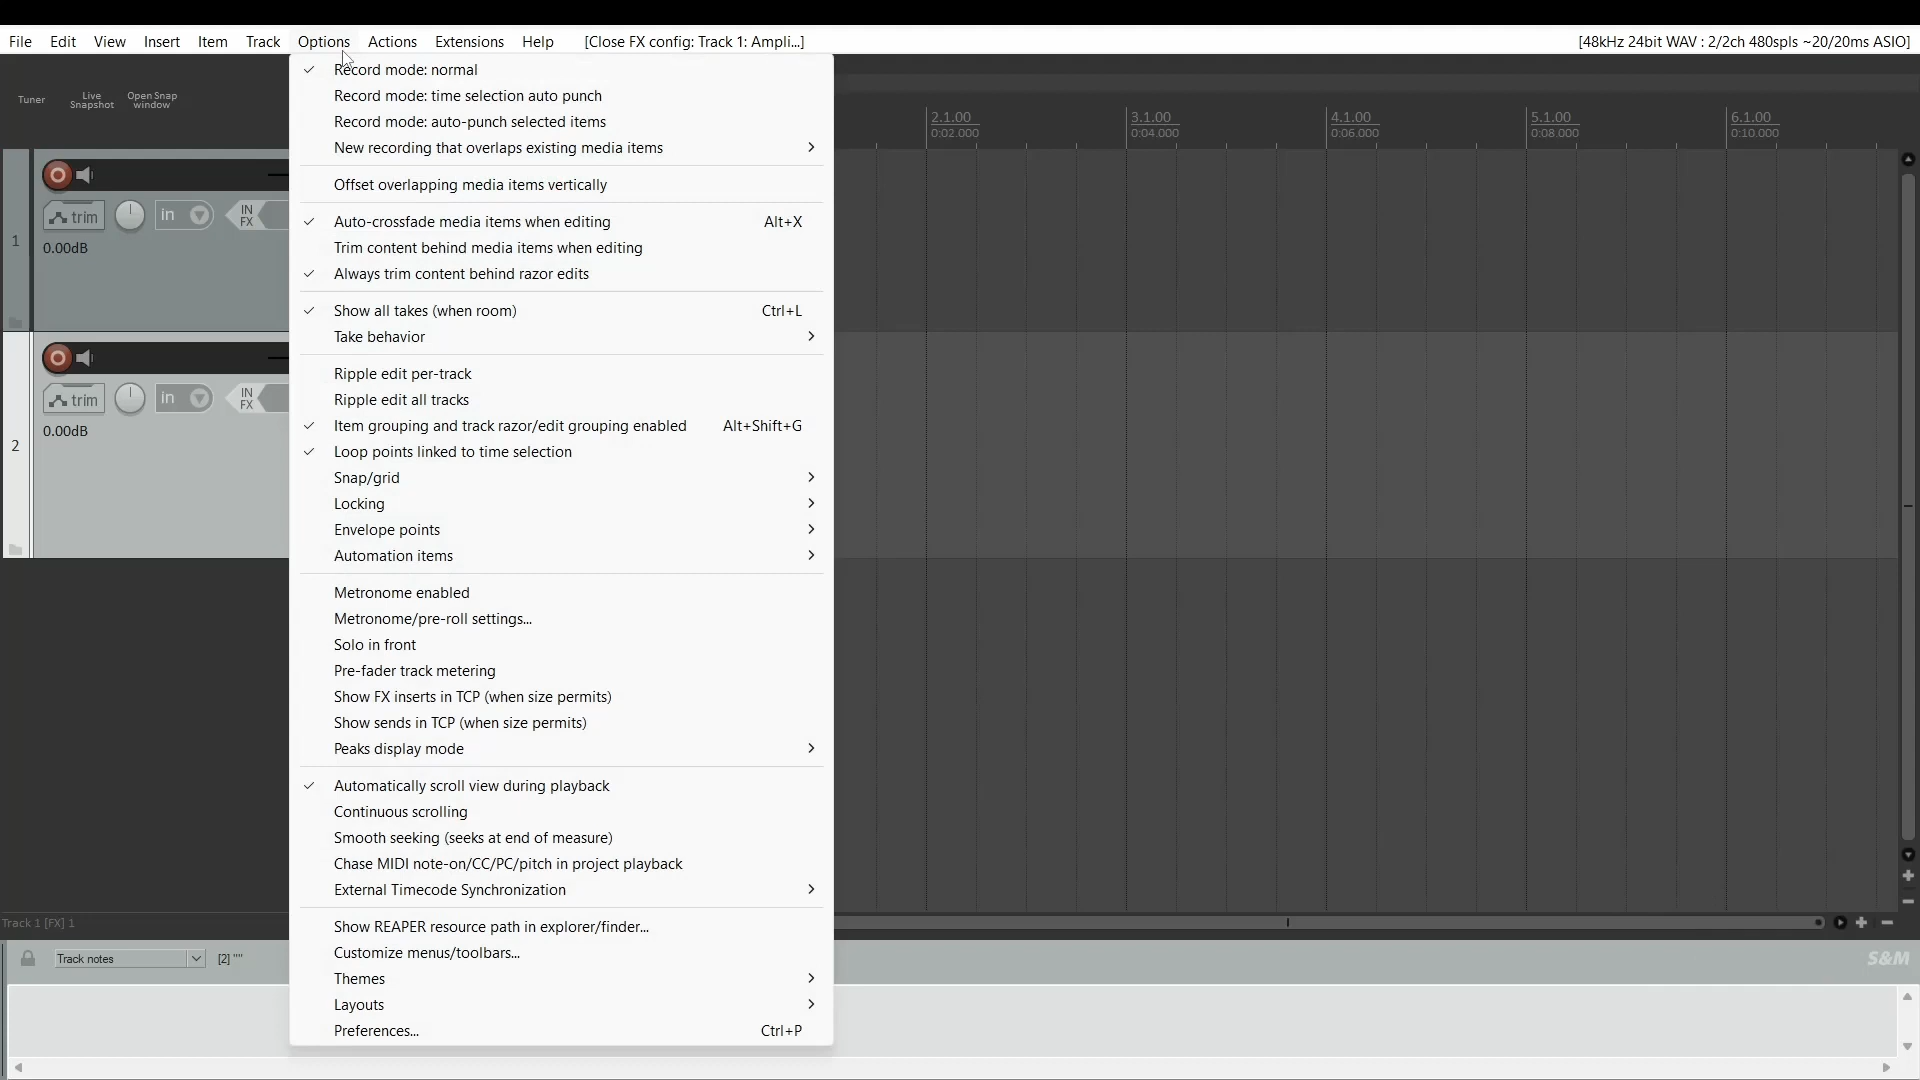 File Edit View Insert Item Track Options Actions Extensions Help [Close FX config: Track 1: Ampli...] [48kHz 24bit WAV : 2/2ch 480spls ~20/20ms ASIO]
Record mode: normal
Record mode: time selection auto punch
Record mode: auto-punch selected items
New recording that overlaps existing media items
Offset overlapping media items vertically
Auto-crossfade media items when editing Alt+X
Trim content behind media items when editing
Always trim content behind razor edits
Show all takes (when room) Ctrl+L
Take behavior
Ripple edit per-track
Ripple edit all tracks
Item grouping and track razor/edit grouping enabled Alt+Shift+G
Loop points linked to time selection
Snap/grid
Locking
Envelope points
Automation items
Metronome enabled
Metronome/pre-roll settings...
Solo in front
Pre-fader track metering
Show FX inserts in TCP (when size permits)
Show sends in TCP (when size permits)
Peaks display mode
Automatically scroll view during playback
Continuous scrolling
Smooth seeking (seeks at end of measure)
Chase MIDI note-on/CC/PC/pitch in project playback
External Timecode Synchronization
Show REAPER resource path in explorer/finder...
Customize menus/toolbars...
Themes
Layouts
Preferences... Ctrl+P
Tuner
Live
Snapshot
Open Snap
window
2.1.00 3.1.00 4.1.00 5.1.00 6.1.00
0:02.000 0:04.000 0:06.000 0:08.000 0:10.000
trim in IN
FX
1
0.00dB
trim in IN
FX
0.00dB
2
Track 1 [FX] 1
Track notes [2] ""
S&M